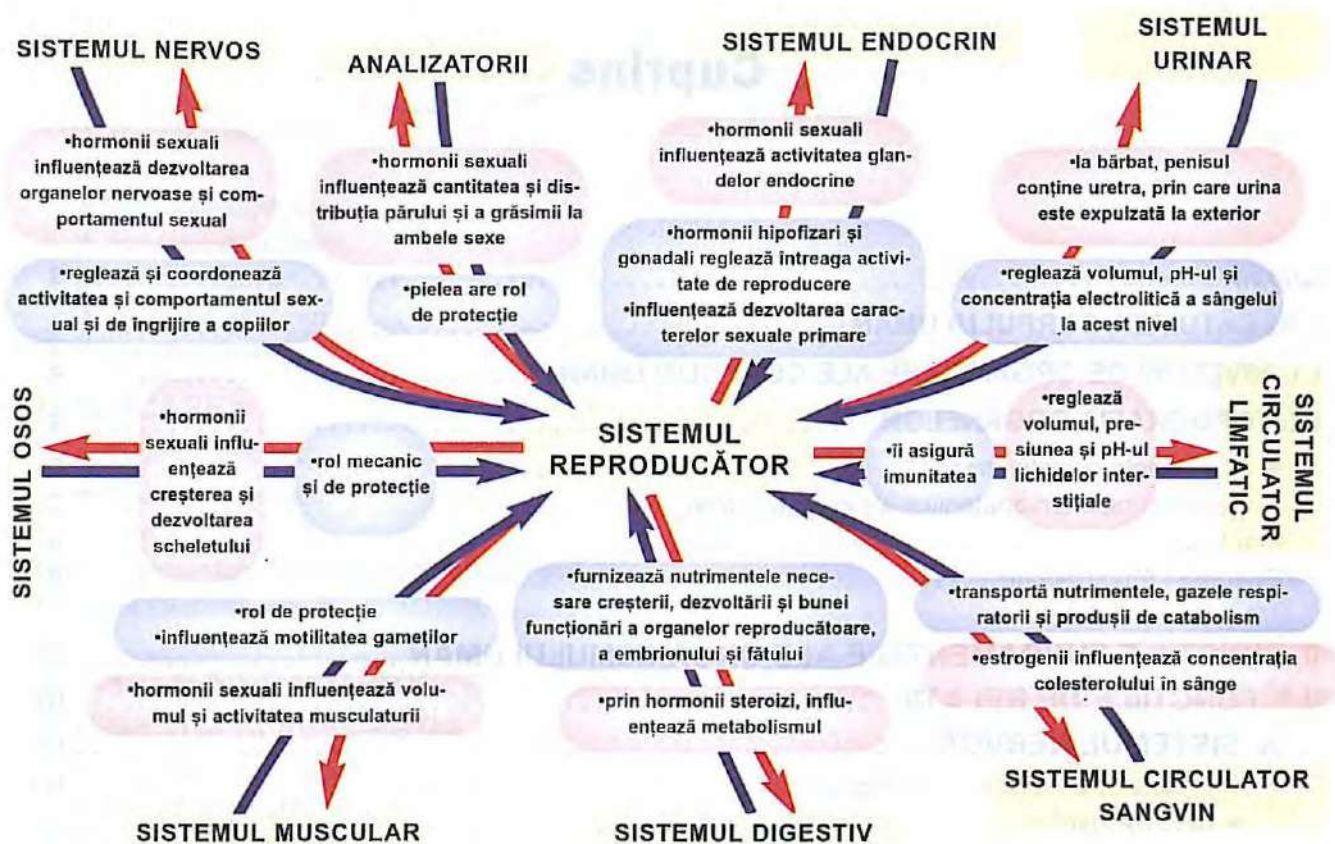 SISTEMUL NERVOS
•hormonii sexuali
influențează dezvoltarea
organelor nervoase și com-
portamentul sexual
•reglează și coordonează
activitatea și comportamentul sex-
ual și de îngrijire a copiilor
ANALIZATORII
•hormonii sexuali
influențează cantitatea și dis-
tribuția părului și a grăsimii la
ambele sexe
•pielea are rol
de protecție
SISTEMUL ENDOCRIN
•hormonii sexuali
influențează activitatea glan-
delor endocrine
•hormonii hipofizari și
gonadali reglează întreaga activi-
tate de reproducere
•influențează dezvoltarea carac-
terelor sexuale primare
SISTEMUL
URINAR
•la bărbat, penisul
conține uretra, prin care urina
este expulzată la exterior
•reglează volumul, pH-ul și
concentrația electrolitică a sângelui
la acest nivel
SISTEMUL OSOS
•hormonii
sexuali influ-
ențează
creșterea și
dezvoltarea
scheletului
•rol mecanic
și de protecție
SISTEMUL
REPRODUCĂTOR
•îi asigură
imunitatea
•reglează
volumul, pre-
siunea și pH-ul
lichidelor inter-
stițiale
SISTEMUL
CIRCULATOR
LIMFATIC
•rol de protecție
•influențează motilitatea gameților
•hormonii sexuali influențează volu-
mul și activitatea musculaturii
SISTEMUL MUSCULAR
•furnizează nutrimentele nece-
sare creșterii, dezvoltării și bunei
funcționări a organelor reproducătoare,
a embrionului și fătului
•prin hormonii steroizi, influ-
ențează metabolismul
SISTEMUL DIGESTIV
•transportă nutrimentele, gazele respi-
ratorii și produșii de catabolism
•estrogenii influențează concentrația
colesterolului in sânge
SISTEMUL CIRCULATOR
SANGVIN
Cuprins